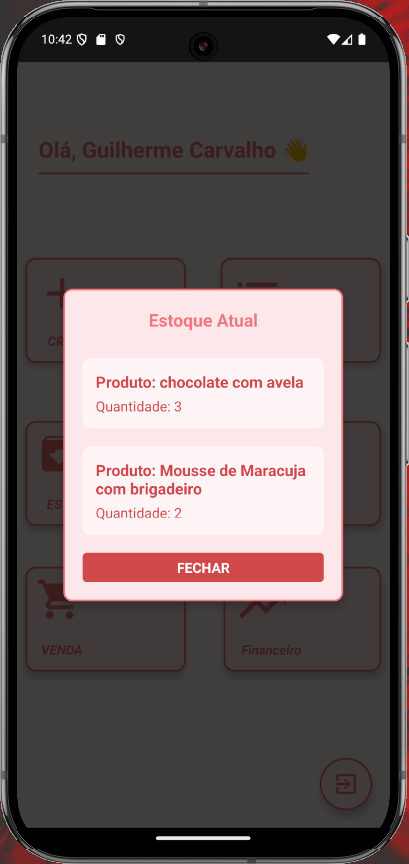 10:42
Olá, Guilherme Carvalho 👋
CR
Estoque Atual
Produto: chocolate com avela
Quantidade: 3
Produto: Mousse de Maracuja
com brigadeiro
Quantidade: 2
ES
FECHAR
VENDA
Financeiro